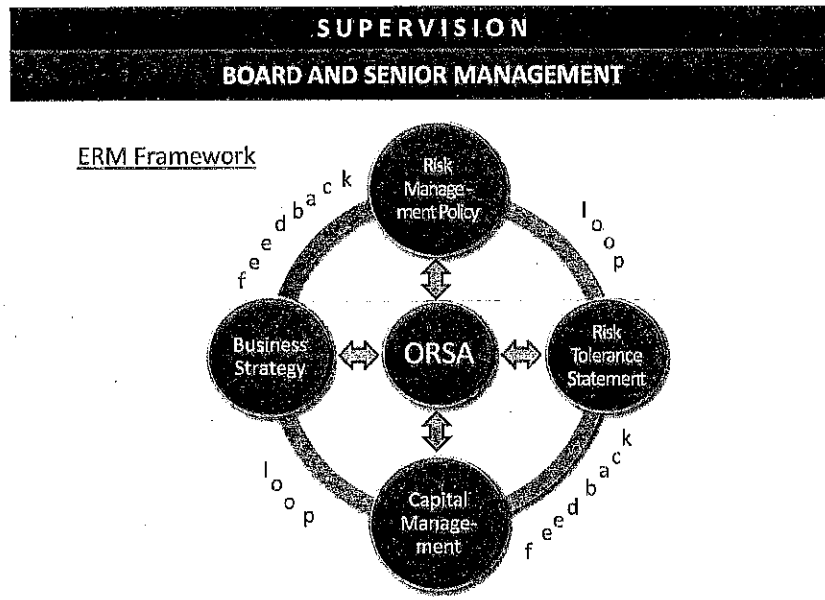 SUPERVISION
BOARD AND SENIOR MANAGEMENT
ERM Framework
feedback
loop
Risk
Manage-
ment Policy
Business
Strategy
ORSA
Risk
Tolerance
Statement
loop
feedback
Capital
Manage-
ment